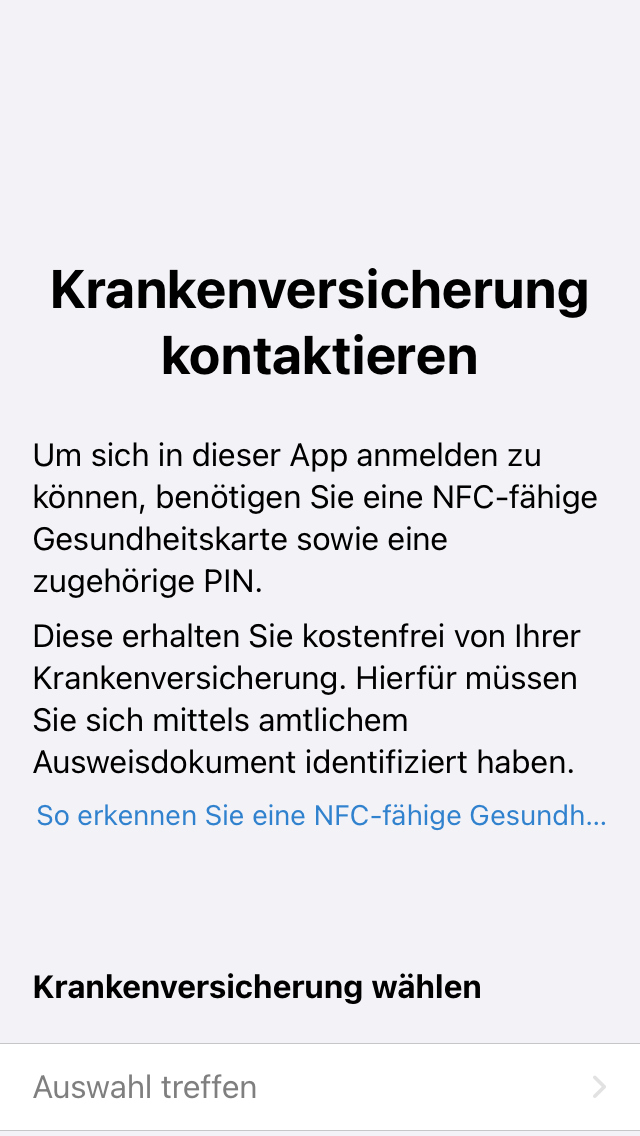 Krankenversicherung
kontaktieren
Um sich in dieser App anmelden zu
können, benötigen Sie eine NFC-fähige
Gesundheitskarte sowie eine
zugehörige PIN.
Diese erhalten Sie kostenfrei von Ihrer
Krankenversicherung. Hierfür müssen
Sie sich mittels amtlichem
Ausweisdokument identifiziert haben.
So erkennen Sie eine NFC-fähige Gesundh...
Krankenversicherung wählen
Auswahl treffen